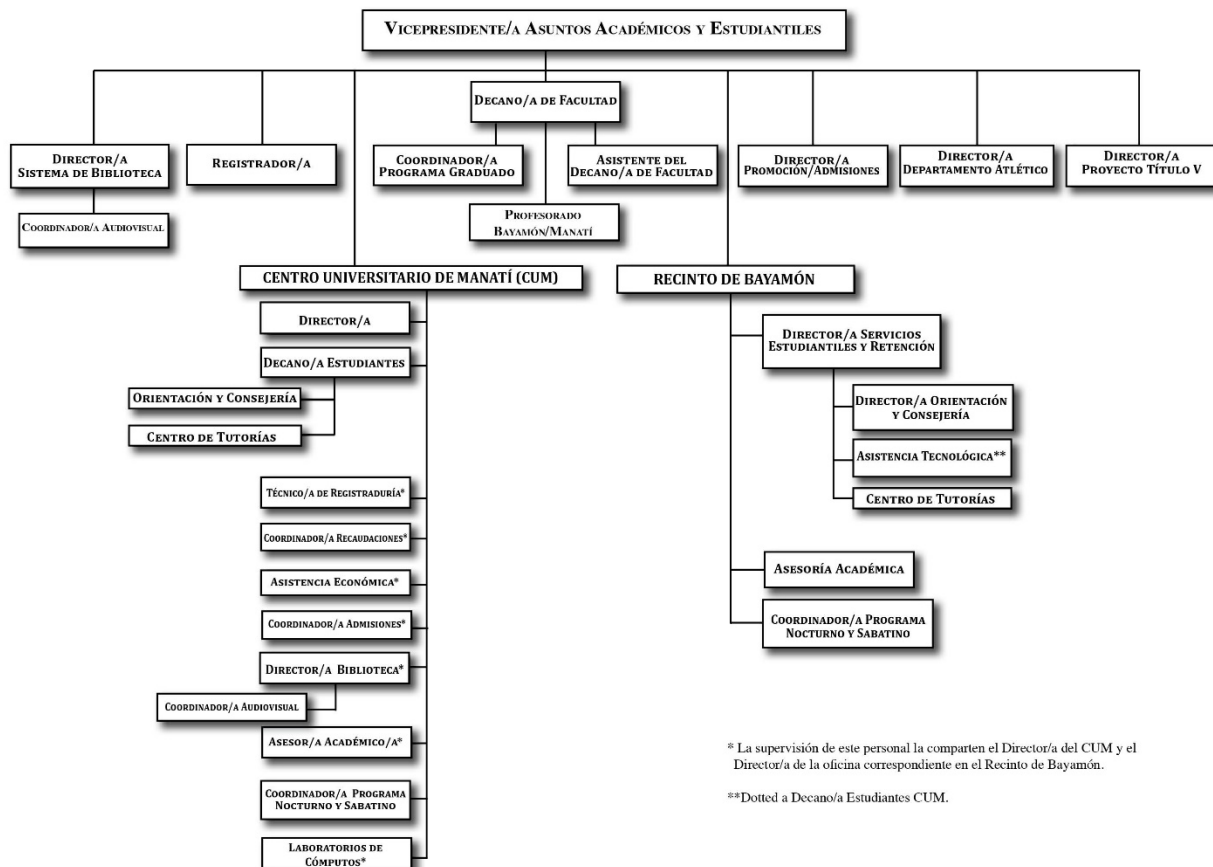 VICEPRESIDENTE/A ASUNTOS ACADÉMICOS Y ESTUDIANTILES
DECANO/A DE FACULTAD
DIRECTOR/A
SISTEMA DE BIBLIOTECA
REGISTRADOR/A
COORDINADOR/A
PROGRAMA GRADUADO
ASISTENTE DEL
DECANO/A DE FACULTAD
DIRECTOR/A
PROMOCIÓN/ADMISIONES
DIRECTOR/A
DEPARTAMENTO ATLÉTICO
DIRECTOR/A
PROYECTO TÍTULO V
COORDINADOR/A AUDIOVISUAL
PROFESORADO
BAYAMÓN/MANATÍ
CENTRO UNIVERSITARIO DE MANATÍ (CUM)
DIRECTOR/A
DECANO/A ESTUDIANTES
ORIENTACIÓN Y CONSEJERÍA
CENTRO DE TUTORÍAS
TÉCNICO/A DE REGISTRADURÍA*
COORDINADOR/A RECAUDACIONES*
ASISTENCIA ECONÓMICA*
COORDINADOR/A ADMISIONES*
DIRECTOR/A BIBLIOTECA*
COORDINADOR/A AUDIOVISUAL
ASESOR/A ACADÉMICO/A*
COORDINADOR/A PROGRAMA
NOCTURNO Y SABATINO
LABORATORIOS DE
CÓMPUTOS*
RECINTO DE BAYAMÓN
DIRECTOR/A SERVICIOS
ESTUDIANTILES Y RETENCIÓN
DIRECTOR/A ORIENTACIÓN
Y CONSEJERÍA
ASISTENCIA TECNOLÓGICA**
CENTRO DE TUTORÍAS
ASESORÍA ACADÉMICA
COORDINADOR/A PROGRAMA
NOCTURNO Y SABATINO
* La supervisión de este personal la comparten el Director/a del CUM y el
Director/a de la oficina correspondiente en el Recinto de Bayamón.
**Dotted a Decano/a Estudiantes CUM.